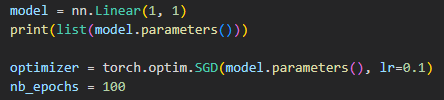 model = nn.Linear(1, 1)
print(list(model.parameters()))
optimizer = torch.optim.SGD(model.parameters(), lr=0.1)
nb_epochs = 100